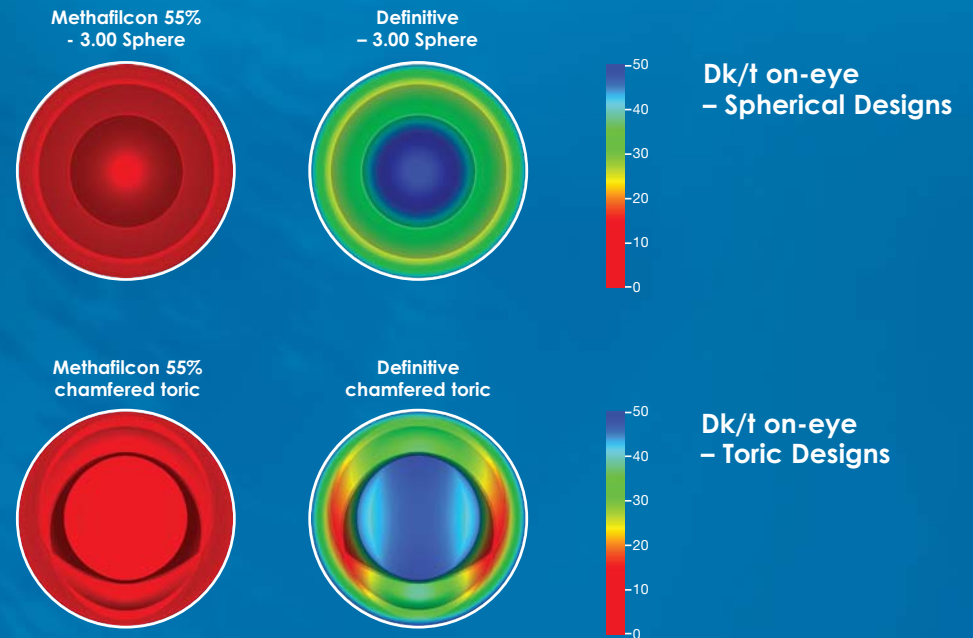 Methafilcon 55%
- 3.00 Sphere
Definitive
– 3.00 Sphere
50
40
30
20
10
0
Dk/t on-eye
– Spherical Designs
Methafilcon 55%
chamfered toric
Definitive
chamfered toric
50
40
30
20
10
0
Dk/t on-eye
– Toric Designs